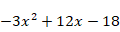 −3x² + 12x − 18